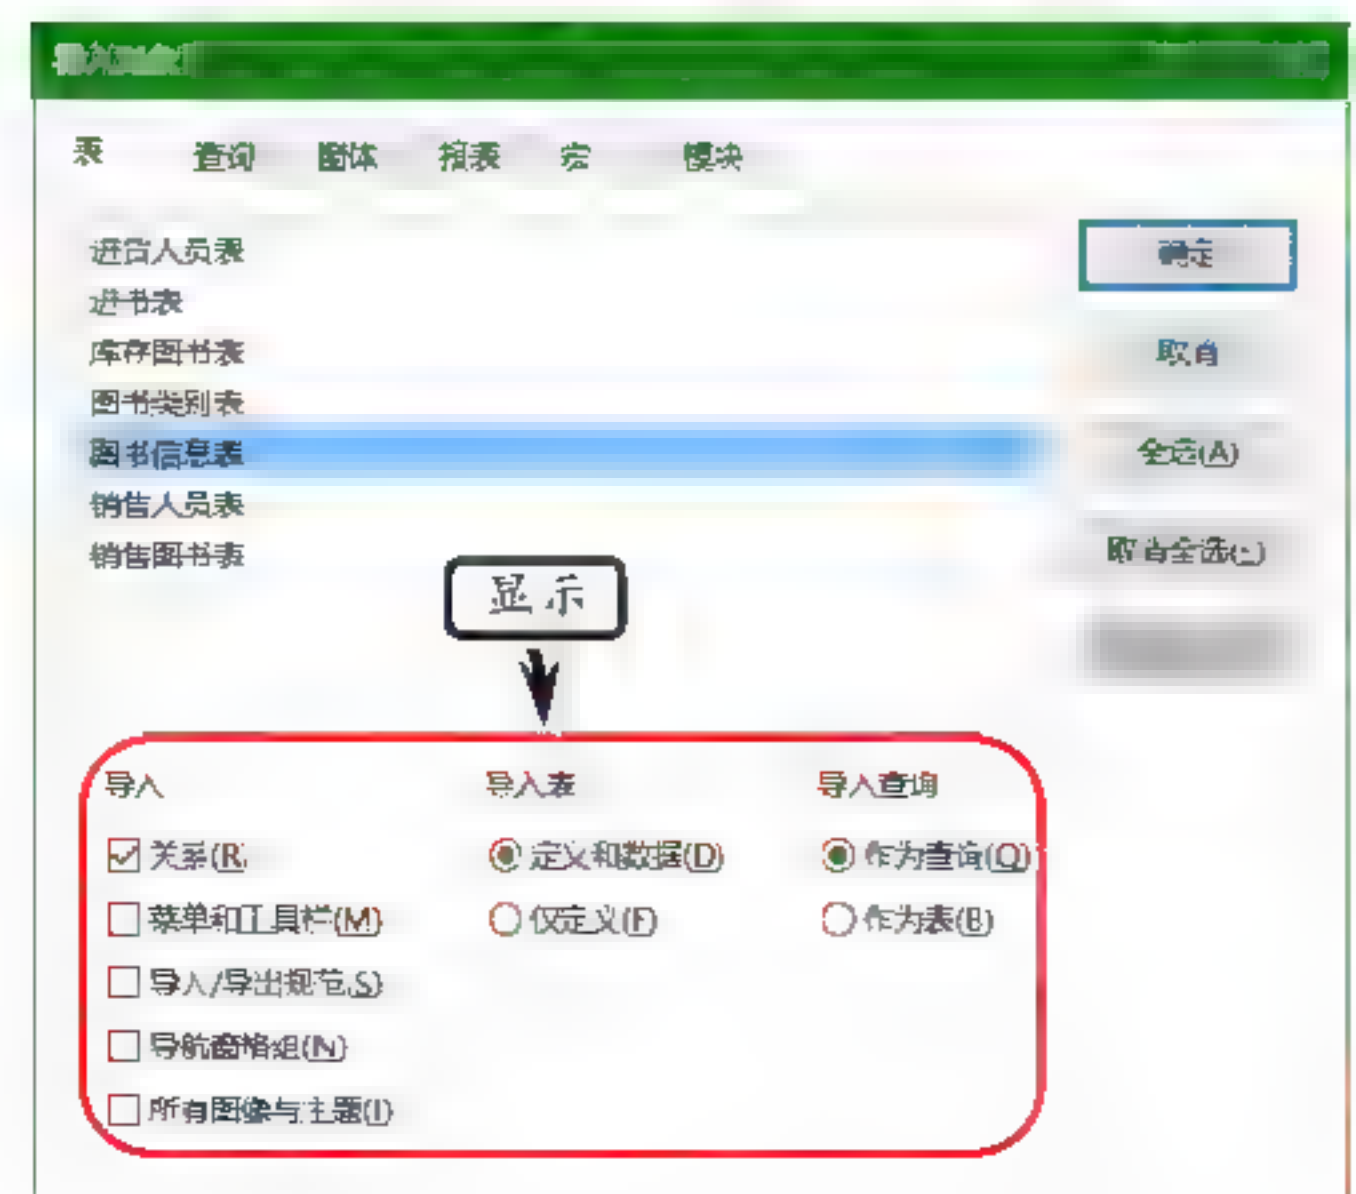 表 查询 窗体 报表 宏 模块
进货人员表
进书表
库存图书表
图书类别表
图书信息表
销售人员表
销售图书表
确定
取消
全选(A)
取消全选(L)
显示
导入
关系(R)
菜单和工具栏(M)
导入/导出规范(S)
导航窗格组(N)
所有图像与主题(I)
导入表
定义和数据(D)
仅定义(F)
导入查询
作为查询(Q)
作为表(B)